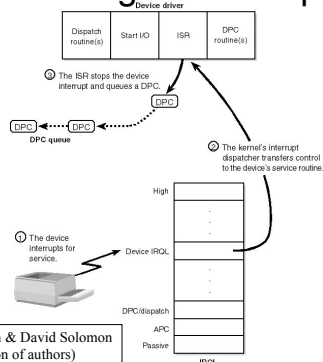 Device driver
Dispatch
routine(s)
Start I/O
ISR
DPC
routine(s)
③ The ISR stops the device
interrupt and queues a DPC.
DPC
DPC
DPC
DPC queue
② The kernel's interrupt
dispatcher transfers control
to the device's service routine.
High
.
.
.
① The device
interrupts for
service.
Device IRQL
.
.
.
DPC/dispatch
APC
Passive
& David Solomon
on of authors)
IRQL